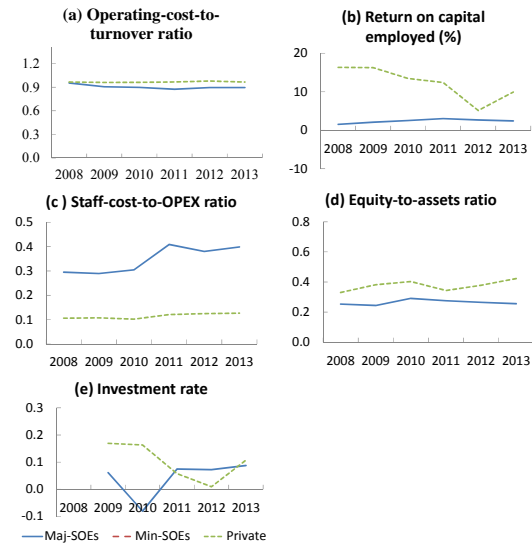 (a) Operating-cost-to-
turnover ratio
1.2
0.9
0.6
0.3
0.0
2008 2009 2010 2011 2012 2013
(b) Return on capital
employed (%)
20
10
0
-10
2008 2009 2010 2011 2012 2013
(c ) Staff-cost-to-OPEX ratio
0.5
0.4
0.3
0.2
0.1
0.0
2008 2009 2010 2011 2012 2013
(d) Equity-to-assets ratio
0.8
0.6
0.4
0.2
0.0
2008 2009 2010 2011 2012 2013
(e) Investment rate
0.3
0.2
0.1
0.0
-0.1
2008 2009 2010 2011 2012 2013
Maj-SOEs Min-SOEs Private